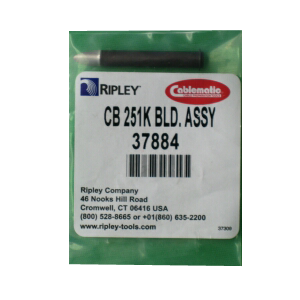 RIPLEY Cablematic
CB 251K BLD. ASSY
37884
Ripley Company
46 Nooks Hill Road
Cromwell, CT 06416 USA
(800) 528-8665 or +01(860) 635-2200
www.ripley-tools.com